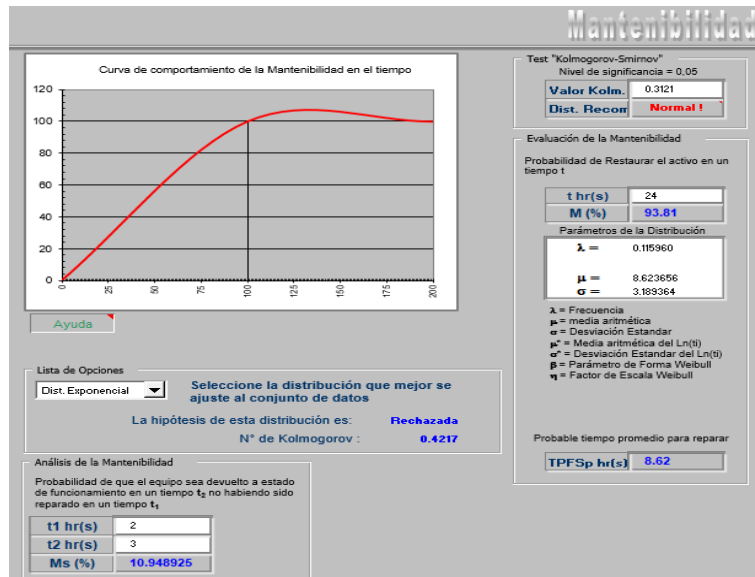 Mantenibilidad
Curva de comportamiento de la Mantenibilidad en el tiempo
120
100
80
60
40
20
0
0
25
50
75
100
125
150
175
200
Ayuda
Lista de Opciones
Dist. Exponencial
Seleccione la distribución que mejor se
ajuste al conjunto de datos
La hipótesis de esta distribución es: Rechazada
N° de Kolmogorov : 0.4217
Análisis de la Mantenibilidad
Probabilidad de que el equipo sea devuelto a estado
de funcionamiento en un tiempo t2 no habiendo sido
reparado en un tiempo t1
t1 hr(s) 2
t2 hr(s) 3
Ms (%) 10.948925
Test "Kolmogorov-Smirnov"
Nivel de significancia = 0,05
Valor Kolm. 0.3121
Dist. Recom Normal !
Evaluación de la Mantenibilidad
Probabilidad de Restaurar el activo en un
tiempo t
t hr(s) 24
M (%) 93.81
Parámetros de la Distribución
λ = 0.115960
μ = 8.623656
σ = 3.189364
λ = Frecuencia
μ= media aritmética
σ = Desviación Estandar
μ* = Media aritmética del Ln(ti)
σ* = Desviación Estandar del Ln(ti)
β = Parámetro de Forma Weibull
η = Factor de Escala Weibull
Probable tiempo promedio para reparar
TPFSp hr(s) 8.62